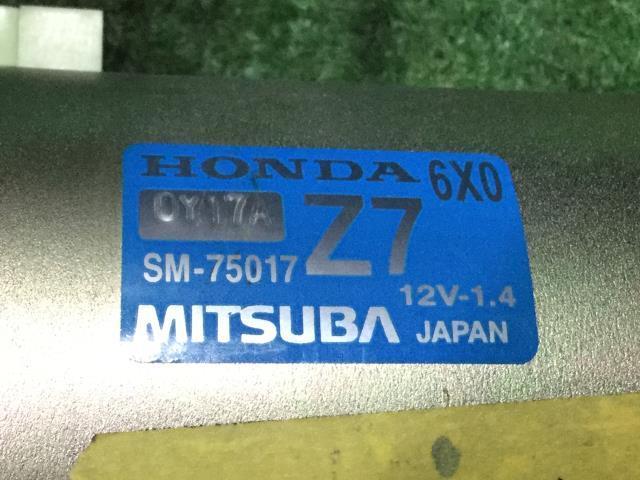 HONDA 6X0
0Y17A Z7
SM-75017
12V-1.4
MITSUBA JAPAN